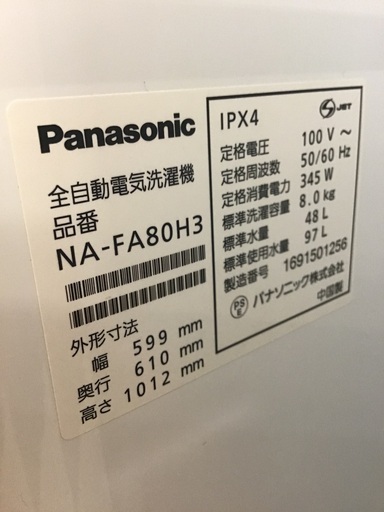 Panasonic
全自動電気洗濯機
品番
NA-FA80H3
外形寸法
幅 599 mm
奥行 610 mm
高さ 1012 mm
IPX4
S JET
定格電圧 100 V ～
定格周波数 50/60 Hz
定格消費電力 345 W
標準洗濯容量 8.0kg
標準水量 48 L
標準使用水量 97 L
製造番号 1691501256
PS E パナソニック株式会社
中国製